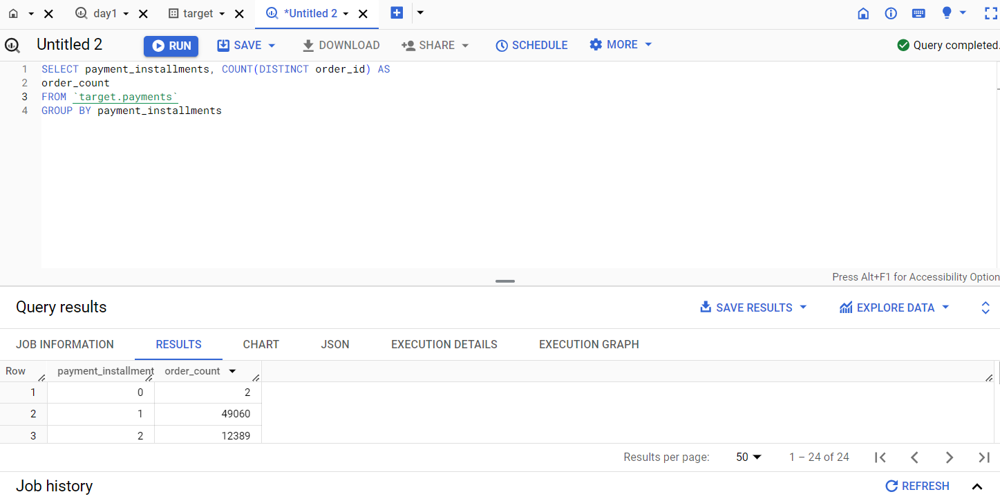 day1
target
*Untitled 2
Untitled 2
RUN
SAVE
DOWNLOAD
SHARE
SCHEDULE
MORE
Query completed.
1 SELECT payment_installments, COUNT(DISTINCT order_id) AS
2 order_count
3 FROM `target.payments`
4 GROUP BY payment_installments
Press Alt+F1 for Accessibility Option
Query results
SAVE RESULTS
EXPLORE DATA
JOB INFORMATION RESULTS CHART JSON EXECUTION DETAILS EXECUTION GRAPH
Row payment_installment order_count
1 0 2
2 1 49060
3 2 12389
Results per page: 50 1 – 24 of 24
Job history
REFRESH